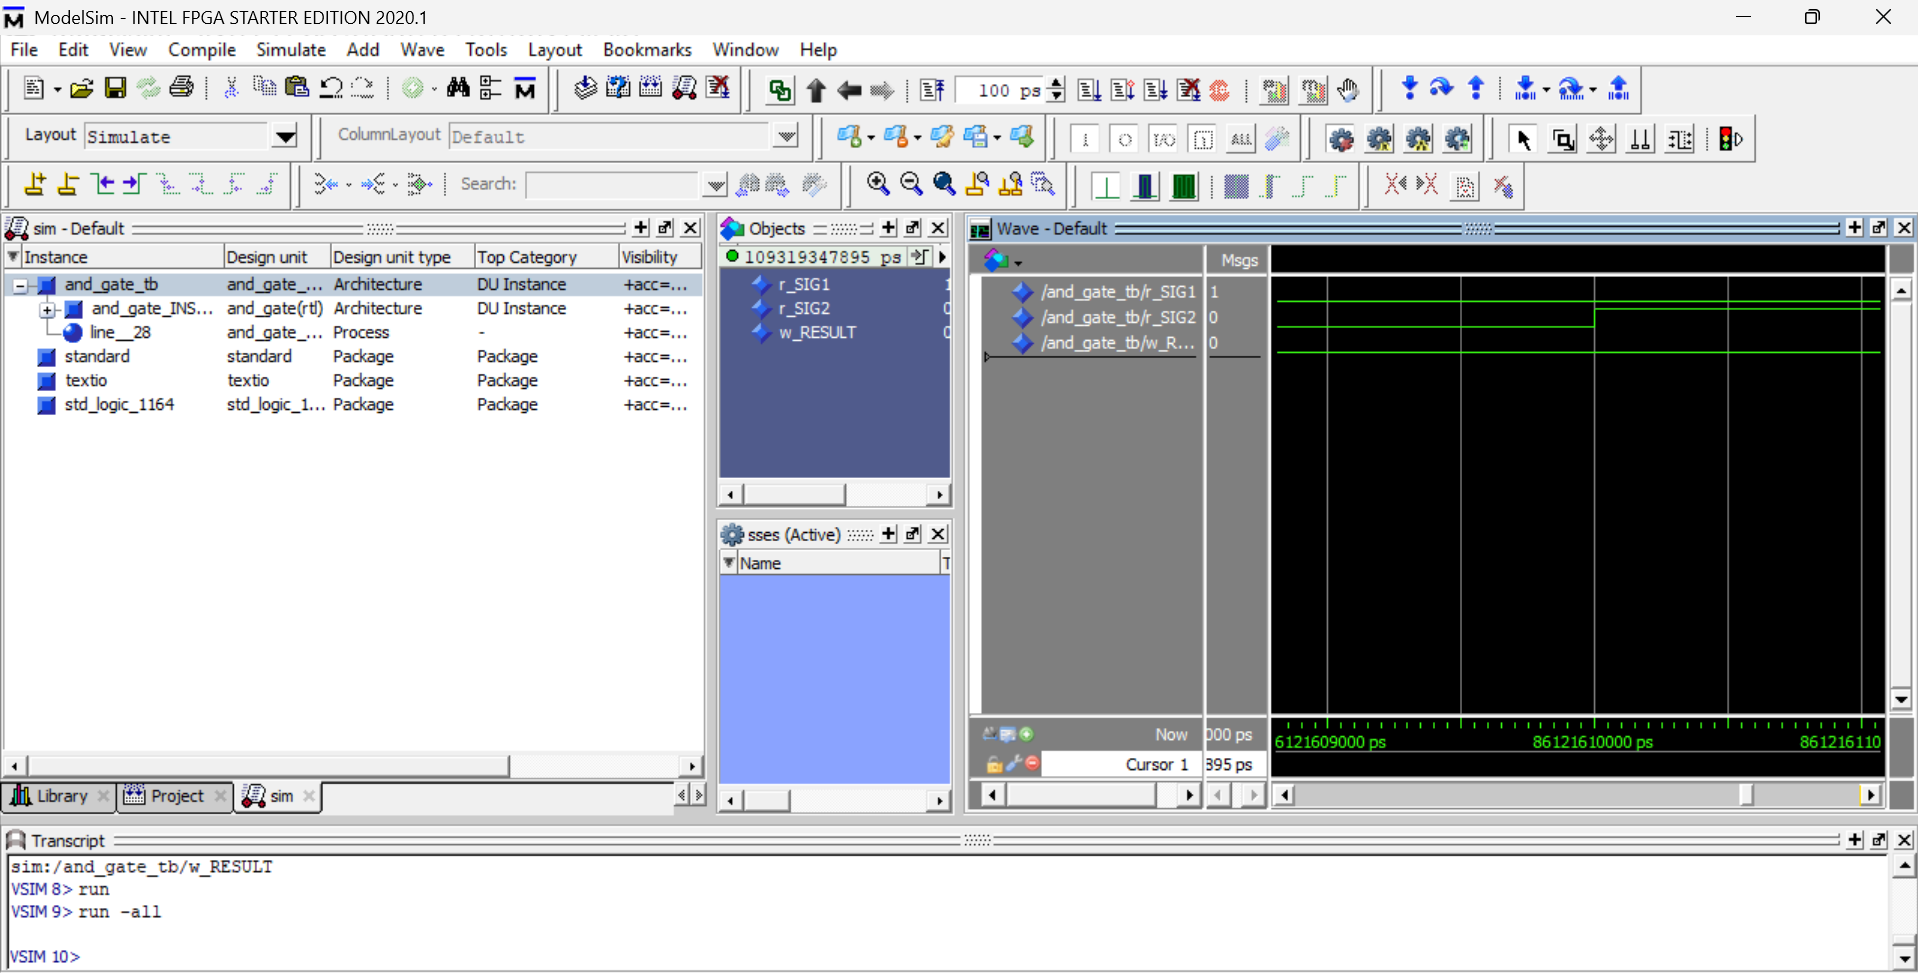 ModelSim - INTEL FPGA STARTER EDITION 2020.1
File Edit View Compile Simulate Add Wave Tools Layout Bookmarks Window Help
100 ps
Layout Simulate ColumnLayout Default
ALL
Search:
sim - Default
Instance Design unit Design unit type Top Category Visibility
and_gate_tb and_gate_... Architecture DU Instance +acc=...
and_gate_INS... and_gate(rtl) Architecture DU Instance +acc=...
line__28 and_gate_... Process - +acc=...
standard standard Package Package +acc=...
textio textio Package Package +acc=...
std_logic_1164 std_logic_1... Package Package +acc=...
Library Project sim
Objects
109319347895 ps
r_SIG1 1
r_SIG2 0
w_RESULT 0
sses (Active)
Name T
Wave - Default
Msgs
/and_gate_tb/r_SIG1 1
/and_gate_tb/r_SIG2 0
/and_gate_tb/w_R... 0
Now 000 ps
Cursor 1 895 ps
6121609000 ps 86121610000 ps 861216110
Transcript
sim:/and_gate_tb/w_RESULT
VSIM 8> run
VSIM 9> run -all
VSIM 10>